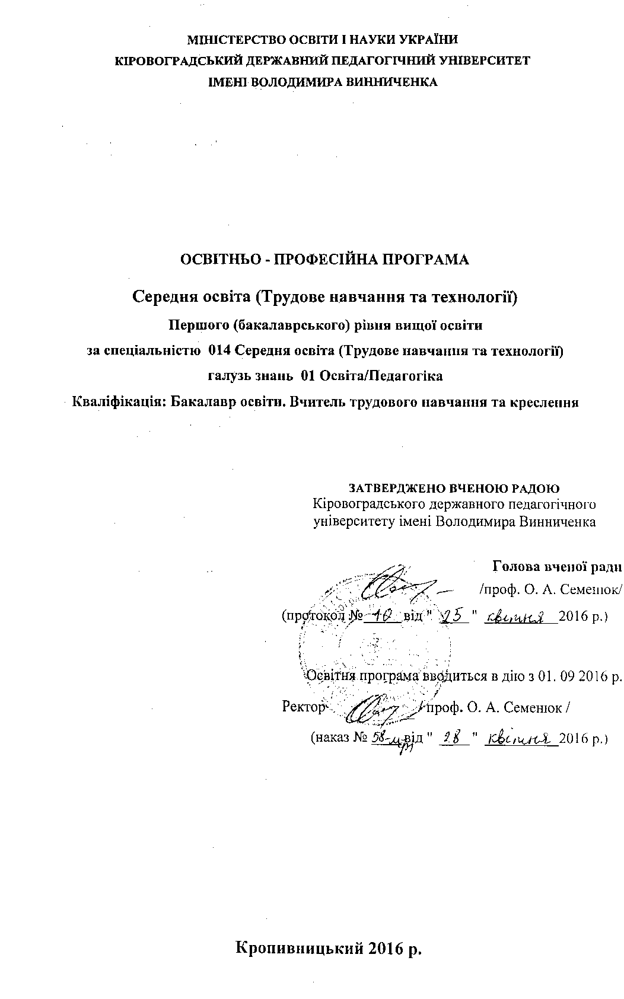 МІНІСТЕРСТВО ОСВІТИ І НАУКИ УКРАЇНИ
КІРОВОГРАДСЬКИЙ ДЕРЖАВНИЙ ПЕДАГОГІЧНИЙ УНІВЕРСИТЕТ
ІМЕНІ ВОЛОДИМИРА ВИННИЧЕНКА
ОСВІТНЬО - ПРОФЕСІЙНА ПРОГРАМА
Середня освіта (Трудове навчання та технології)
Першого (бакалаврського) рівня вищої освіти
за спеціальністю 014 Середня освіта (Трудове навчання та технології)
галузь знань 01 Освіта/Педагогіка
Кваліфікація: Бакалавр освіти. Вчитель трудового навчання та креслення
ЗАТВЕРДЖЕНО ВЧЕНОЮ РАДОЮ
Кіровоградського державного педагогічного
університету імені Володимира Винниченка
Голова вченої ради
/проф. О. А. Семенюк/
(протокол № 10 від " 25 " квітня 2016 р.)
Освітня програма вводиться в дію з 01. 09 2016 р.
Ректор /проф. О. А. Семенюк /
(наказ № 58- від " 28 " квітня 2016 р.)
Кропивницький 2016 р.